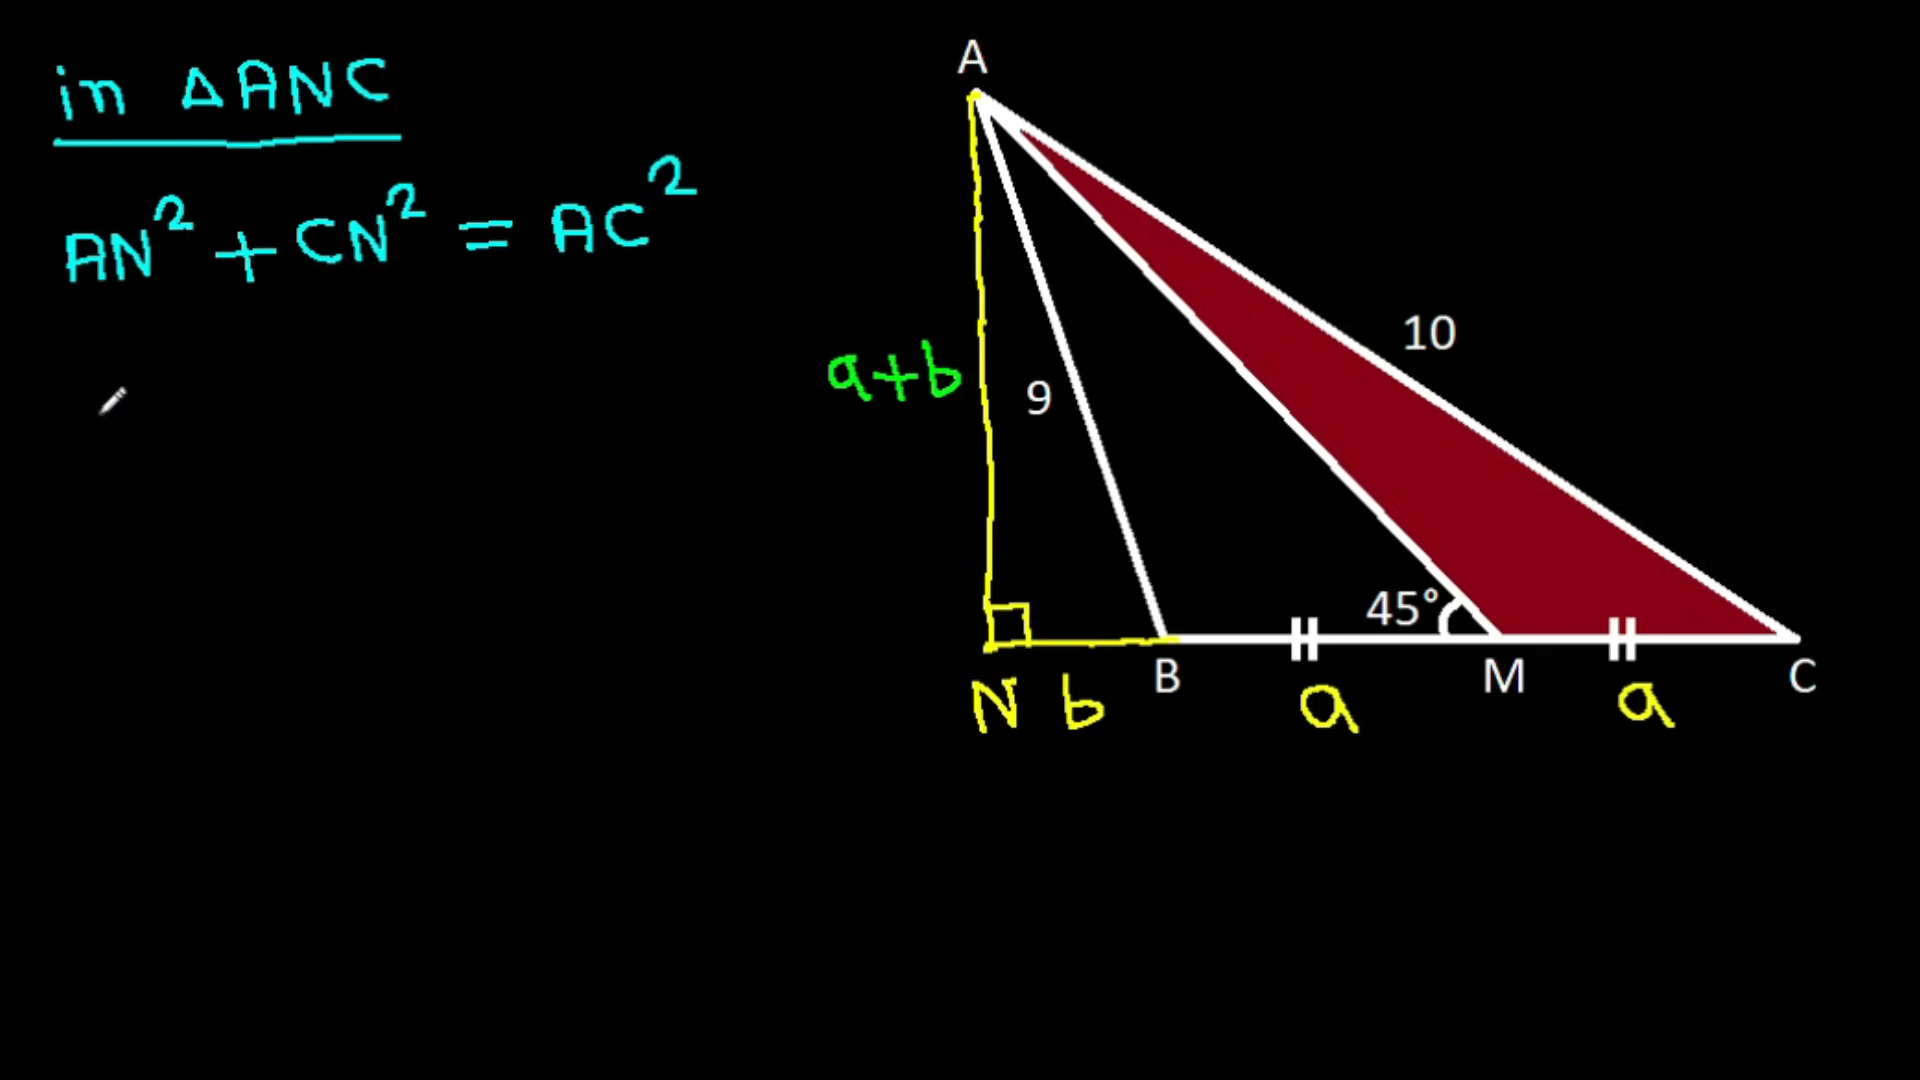 in ΔANC
AN² + CN² = AC²
A
10
a+b
9
45°
B
M
C
N
b
a
a